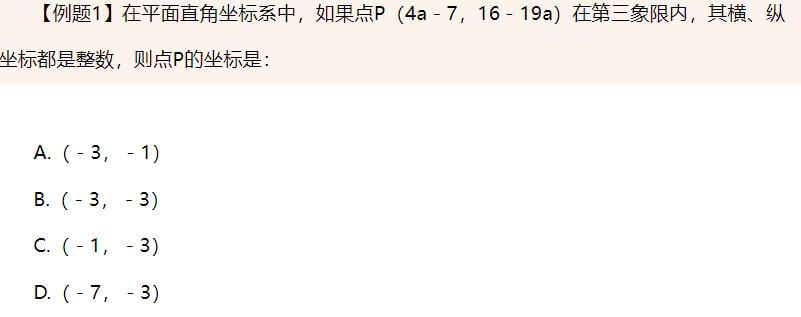 【例题1】在平面直角坐标系中，如果点P（4a﹣7，16﹣19a）在第三象限内，其横、纵
坐标都是整数，则点P的坐标是：
A.（﹣3，﹣1）
B.（﹣3，﹣3）
C.（﹣1，﹣3）
D.（﹣7，﹣3）